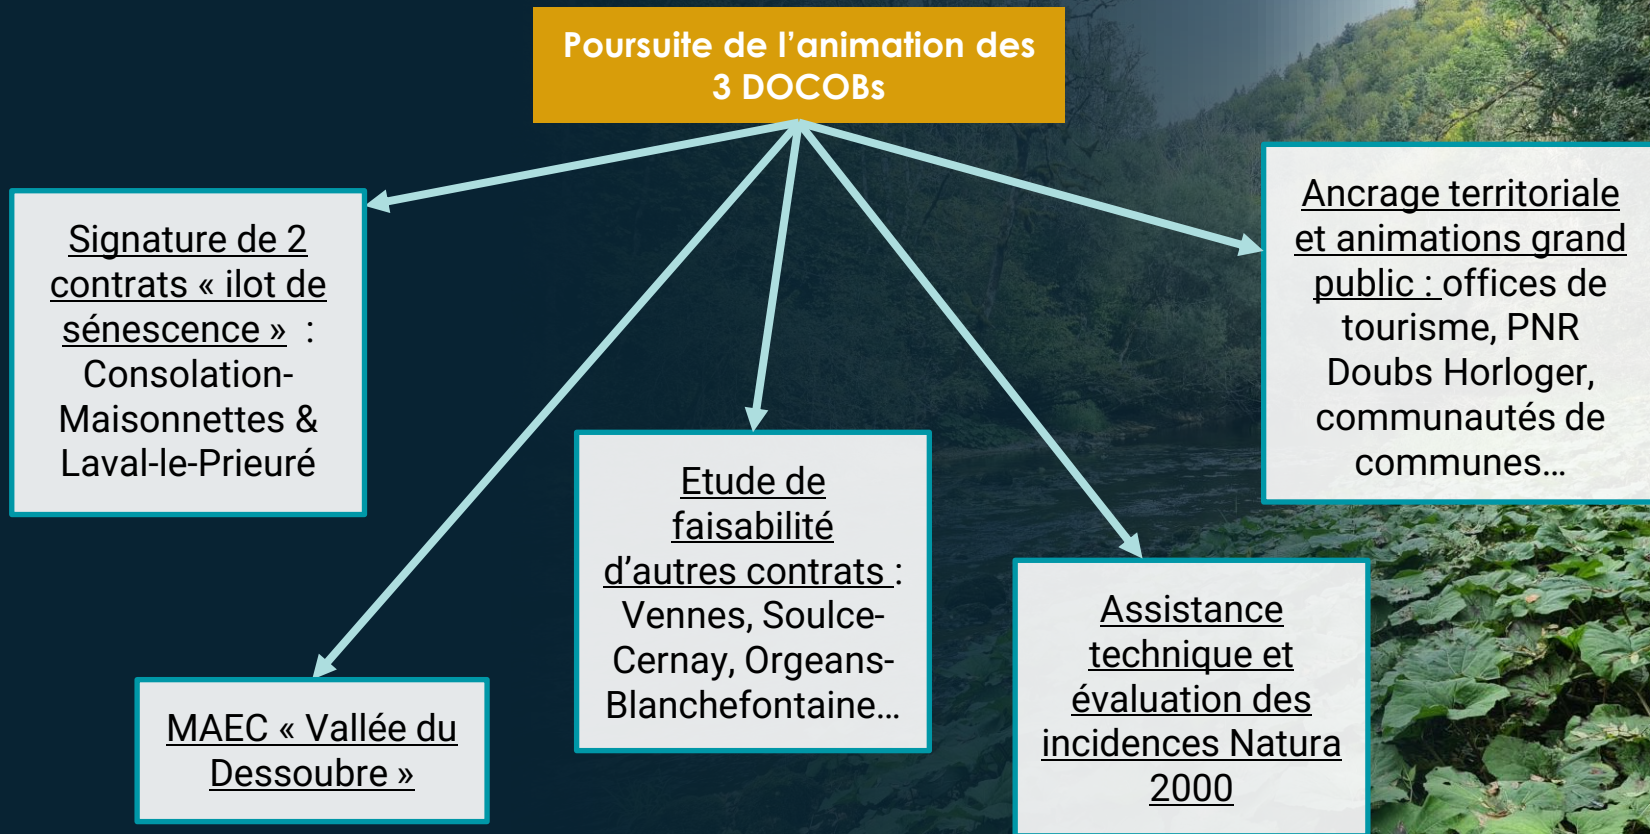 Poursuite de l’animation des
3 DOCOBs
Signature de 2
contrats « ilot de
sénescence » :
Consolation-
Maisonnettes &
Laval-le-Prieuré
MAEC « Vallée du
Dessoubre »
Etude de
faisabilité
d’autres contrats :
Vennes, Soulce-
Cernay, Orgeans-
Blanchefontaine…
Assistance
technique et
évaluation des
incidences Natura
2000
Ancrage territoriale
et animations grand
public : offices de
tourisme, PNR
Doubs Horloger,
communautés de
communes…